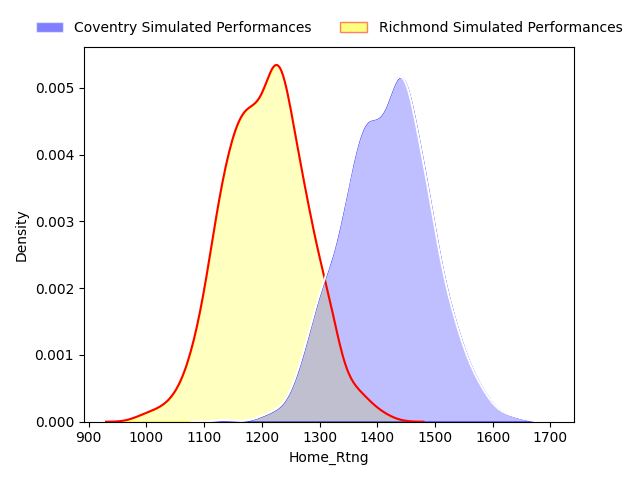 Coventry Simulated Performances Richmond Simulated Performances
Density
0.005
0.004
0.003
0.002
0.001
0.000
900 1000 1100 1200 1300 1400 1500 1600 1700
Home_Rtng